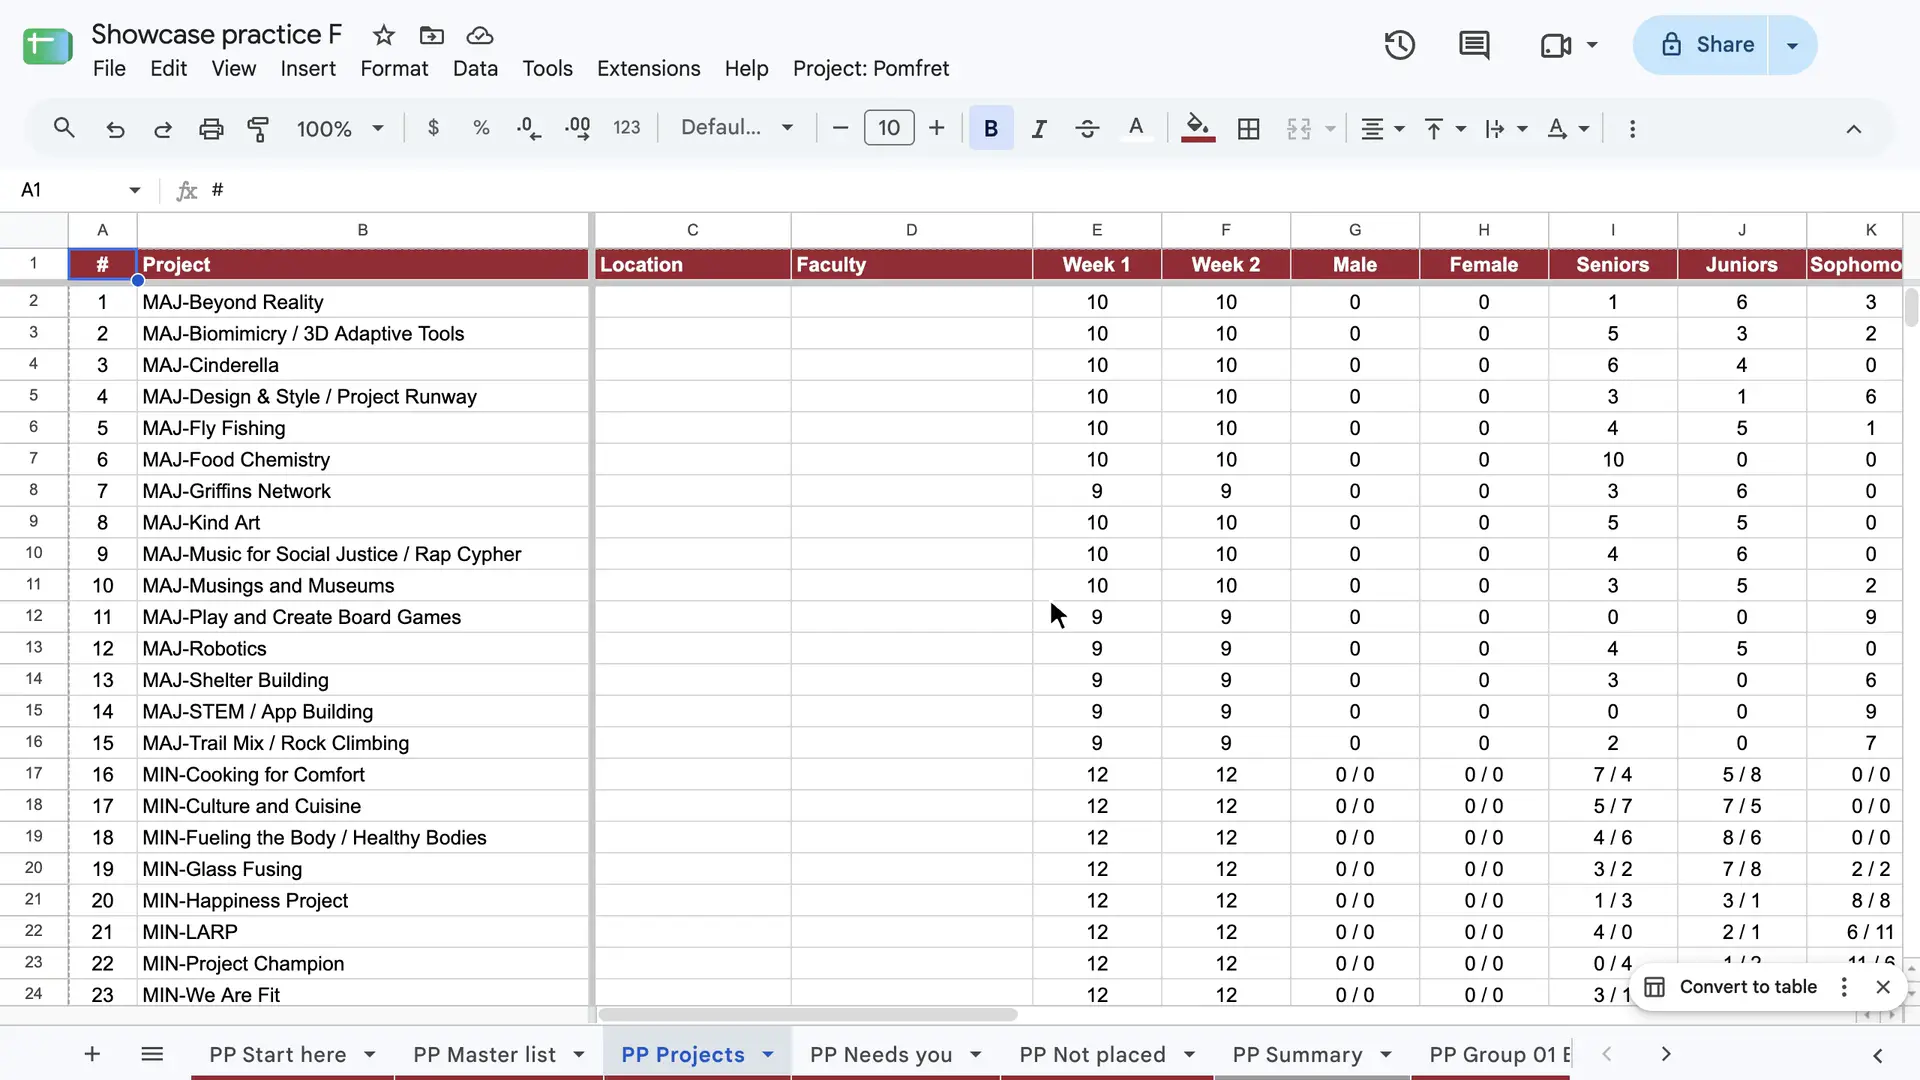 Showcase practice F
File Edit View Insert Format Data Tools Extensions Help Project: Pomfret
Share
100% $ % .0 .00 123 Defaul... − 10 + B I A
A1 fx #
A B C D E F G H I J K
1 # Project Location Faculty Week 1 Week 2 Male Female Seniors Juniors Sophomo
2 1 MAJ-Beyond Reality 10 10 0 0 1 6 3
3 2 MAJ-Biomimicry / 3D Adaptive Tools 10 10 0 0 5 3 2
4 3 MAJ-Cinderella 10 10 0 0 6 4 0
5 4 MAJ-Design & Style / Project Runway 10 10 0 0 3 1 6
6 5 MAJ-Fly Fishing 10 10 0 0 4 5 1
7 6 MAJ-Food Chemistry 10 10 0 0 10 0 0
8 7 MAJ-Griffins Network 9 9 0 0 3 6 0
9 8 MAJ-Kind Art 10 10 0 0 5 5 0
10 9 MAJ-Music for Social Justice / Rap Cypher 10 10 0 0 4 6 0
11 10 MAJ-Musings and Museums 10 10 0 0 3 5 2
12 11 MAJ-Play and Create Board Games 9 9 0 0 0 0 9
13 12 MAJ-Robotics 9 9 0 0 4 5 0
14 13 MAJ-Shelter Building 9 9 0 0 3 0 6
15 14 MAJ-STEM / App Building 9 9 0 0 0 0 9
16 15 MAJ-Trail Mix / Rock Climbing 9 9 0 0 2 0 7
17 16 MIN-Cooking for Comfort 12 12 0 / 0 0 / 0 7 / 4 5 / 8 0 / 0
18 17 MIN-Culture and Cuisine 12 12 0 / 0 0 / 0 5 / 7 7 / 5 0 / 0
19 18 MIN-Fueling the Body / Healthy Bodies 12 12 0 / 0 0 / 0 4 / 6 8 / 6 0 / 0
20 19 MIN-Glass Fusing 12 12 0 / 0 0 / 0 3 / 2 7 / 8 2 / 2
21 20 MIN-Happiness Project 12 12 0 / 0 0 / 0 1 / 3 3 / 1 8 / 8
22 21 MIN-LARP 12 12 0 / 0 0 / 0 4 / 0 2 / 1 6 / 11
23 22 MIN-Project Champion 12 12 0 / 0 0 / 0 0 / 4 1 / 2 11 / 6
24 23 MIN-We Are Fit 12 12 0 / 0 0 / 0 3 / 1
Convert to table
PP Start here PP Master list PP Projects PP Needs you PP Not placed PP Summary PP Group 01